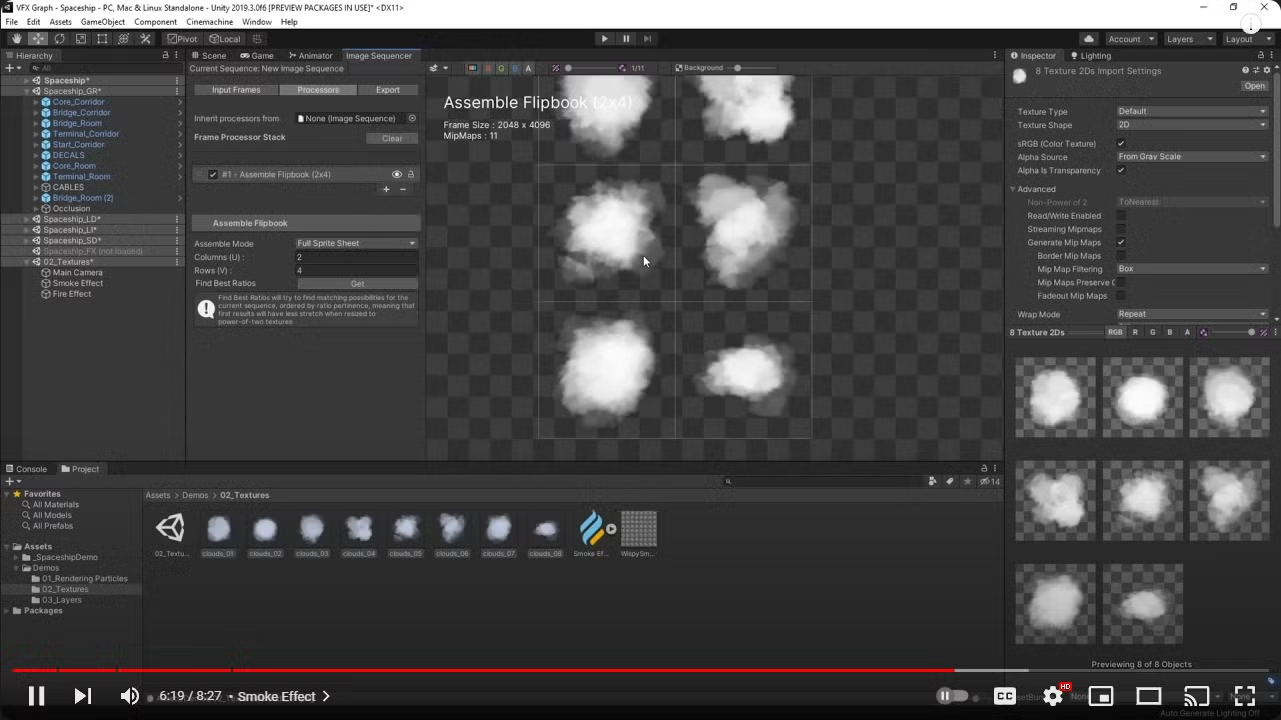 VFX Graph - Spaceship - PC, Mac & Linux Standalone - Unity 2019.3.0f6 [PREVIEW PACKAGES IN USE]* <DX11>
File Edit Assets GameObject Component Cinemachine Window Help
Pivot Local Account Layers Layout
Hierarchy
All
Spaceship*
Spaceship_GR*
Core_Corridor
Bridge_Corridor
Bridge_Room
Terminal_Corridor
Start_Corridor
DECALS
Core_Room
Terminal_Room
CABLES
Bridge_Room (2)
Occlusion
Spaceship_LD*
Spaceship_LI*
Spaceship_SD*
Spaceship_FX (not loaded)
02_Textures*
Main Camera
Smoke Effect
Fire Effect
Scene Game Animator Image Sequencer
Current Sequence: New Image Sequence
R G B A 1/11 Background
Input Frames Processors Export
Inherit processors from None (Image Sequence)
Frame Processor Stack Clear
#1 - Assemble Flipbook (2x4)
Assemble Flipbook
Assemble Mode Full Sprite Sheet
Columns (U) : 2
Rows (V) : 4
Find Best Ratios Get
Find Best Ratios will try to find matching possibilities for the
current sequence, ordered by ratio pertinence, meaning that
first results will have less stretch when resized to
power-of-two textures.
Assemble Flipbook (2x4)
Frame Size : 2048 x 4096
MipMaps : 11
Inspector Lighting
8 Texture 2Ds Import Settings
Open
Texture Type Default
Texture Shape 2D
sRGB (Color Texture)
Alpha Source From Gray Scale
Alpha Is Transparency
Advanced
Non-Power of 2 ToNearest
Read/Write Enabled
Streaming Mipmaps
Generate Mip Maps
Border Mip Maps
Mip Map Filtering Box
Mip Maps Preserve C
Fadeout Mip Maps
Wrap Mode Repeat
8 Texture 2Ds RGB R G B A
Previewing 8 of 8 Objects
Console Project
14
Favorites
All Materials
All Models
All Prefabs
Assets
_SpaceshipDemo
Demos
01_Rendering Particles
02_Textures
03_Layers
Packages
Assets > Demos > 02_Textures
02_Textu... clouds_01 clouds_02 clouds_03 clouds_04 clouds_05 clouds_06 clouds_07 clouds_08 Smoke Ef... WispySm...
6:19 / 8:27 • Smoke Effect
CC HD
Auto Generate Lighting Off